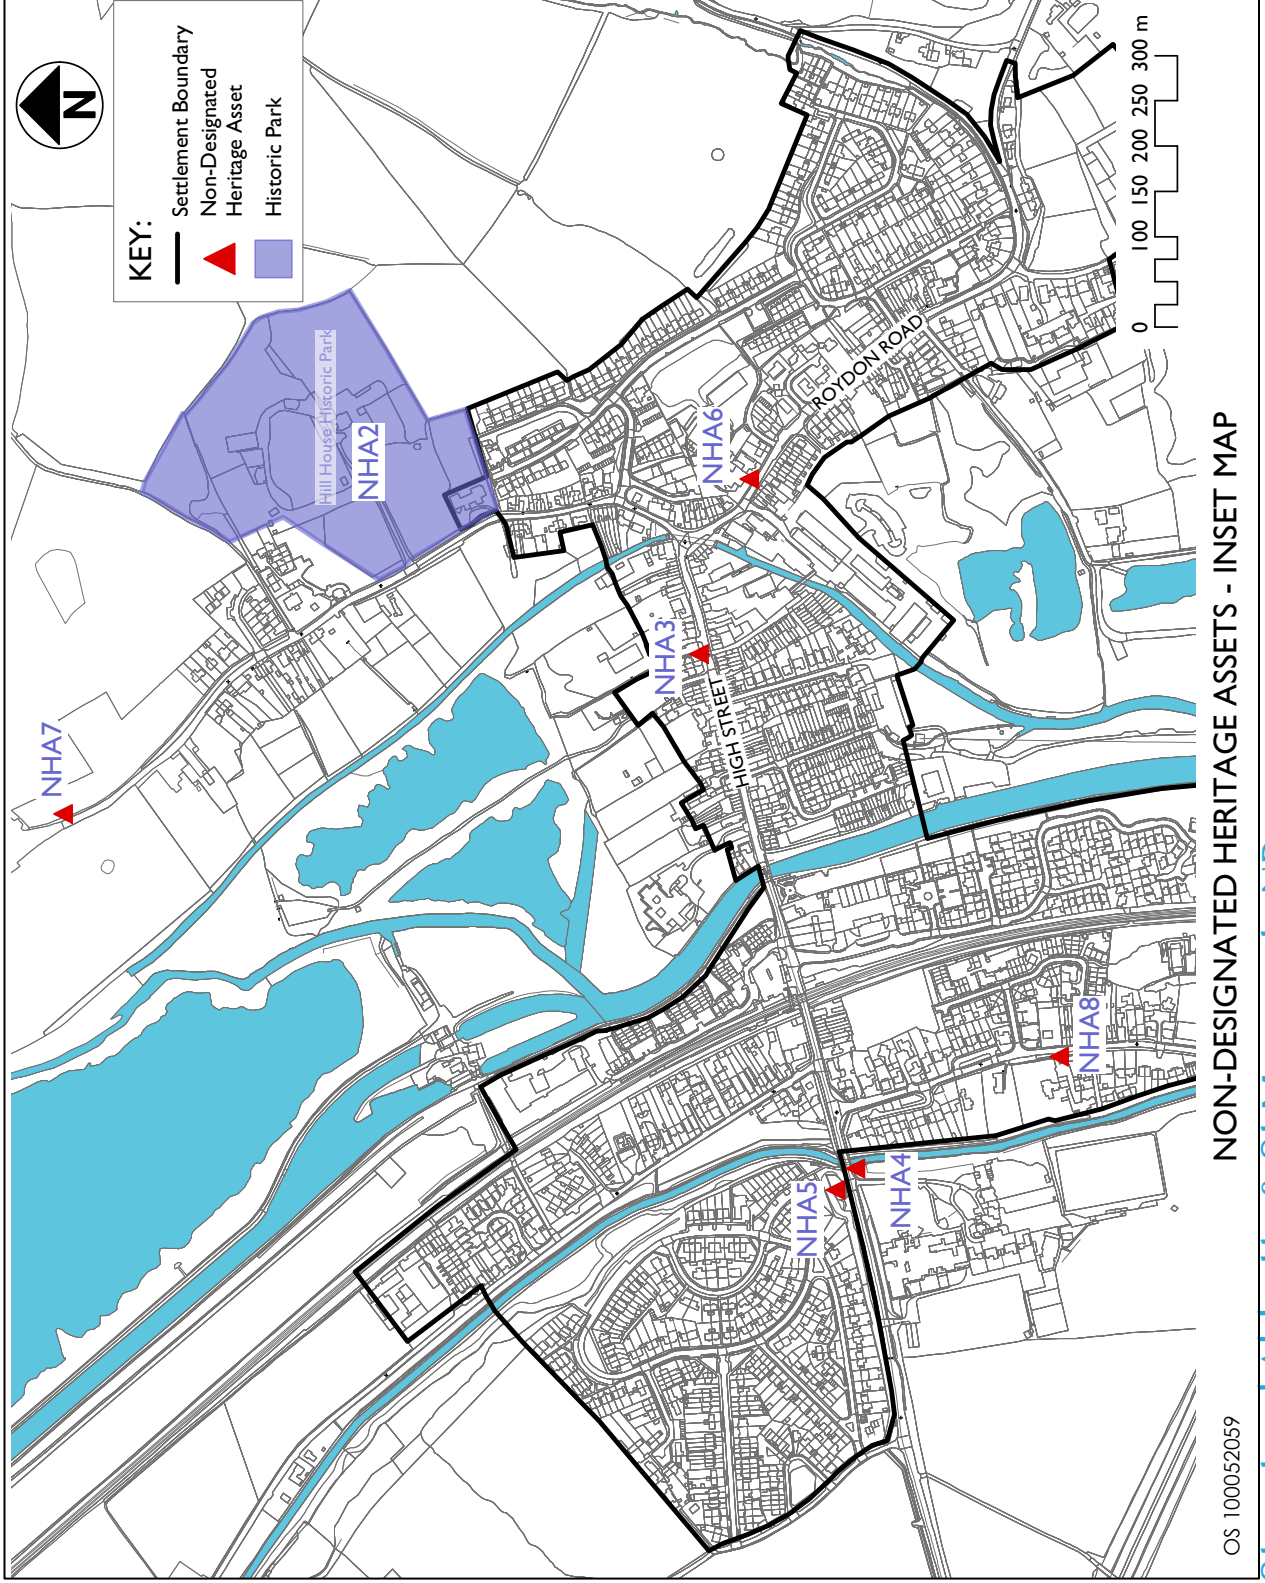 N
KEY:
Settlement Boundary
Non-Designated
Heritage Asset
Historic Park
Hill House Historic Park
NHA2
NHA7
NHA6
ROYDON ROAD
NHA3
HIGH STREET
NHA8
NHA5
NHA4
0 100 150 200 250 300 m
NON-DESIGNATED HERITAGE ASSETS - INSET MAP
OS 100052059